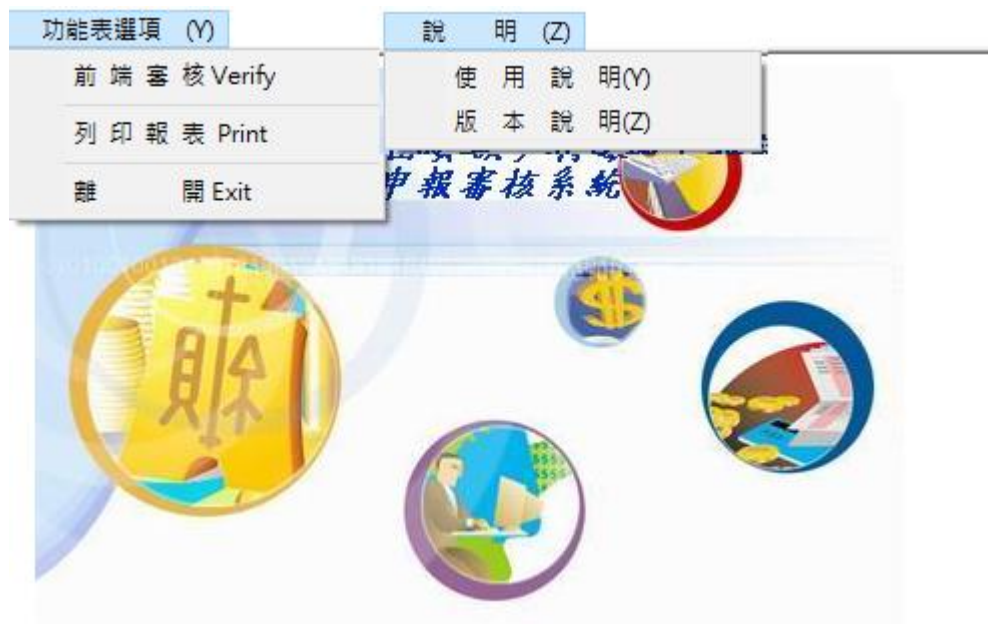 功能表選項 (Y)
前端審核 Verify
列印報表 Print
離開 Exit
說明 (Z)
使用說明(Y)
版本說明(Z)
申報審核系統
財